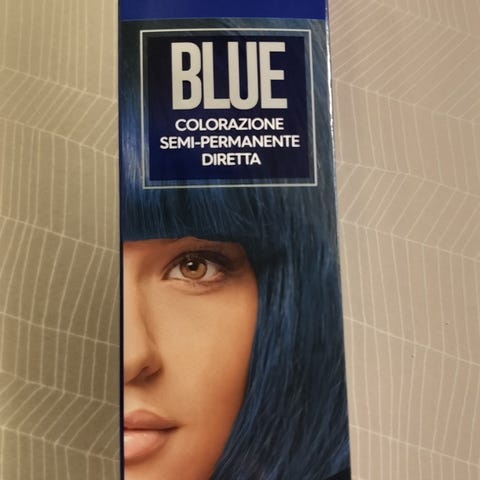 BLUE
COLORAZIONE
SEMI-PERMANENTE
DIRETTA